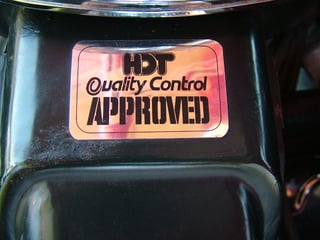 HDT
Quality Control
APPROVED